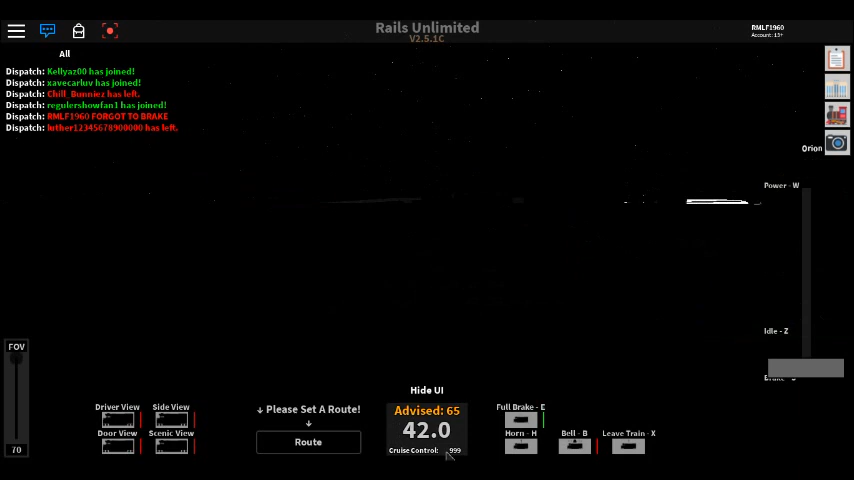 Rails Unlimited
V2.5.1C
RMLF1960
Account: 13+
All
Dispatch: Kellyaz00 has joined!
Dispatch: xavecarluv has joined!
Dispatch: Chill_Bunniez has left.
Dispatch: regulershowfan1 has joined!
Dispatch: RMLF1960 FORGOT TO BRAKE
Dispatch: luther12345678900000 has left.
Orion
Power - W
Idle - Z
FOV
70
Hide UI
Driver View
Side View
Door View
Scenic View
↓ Please Set A Route!
↓
Route
Advised: 65
42.0
Cruise Control: 999
Full Brake - E
Horn - H
Bell - B
Leave Train - X